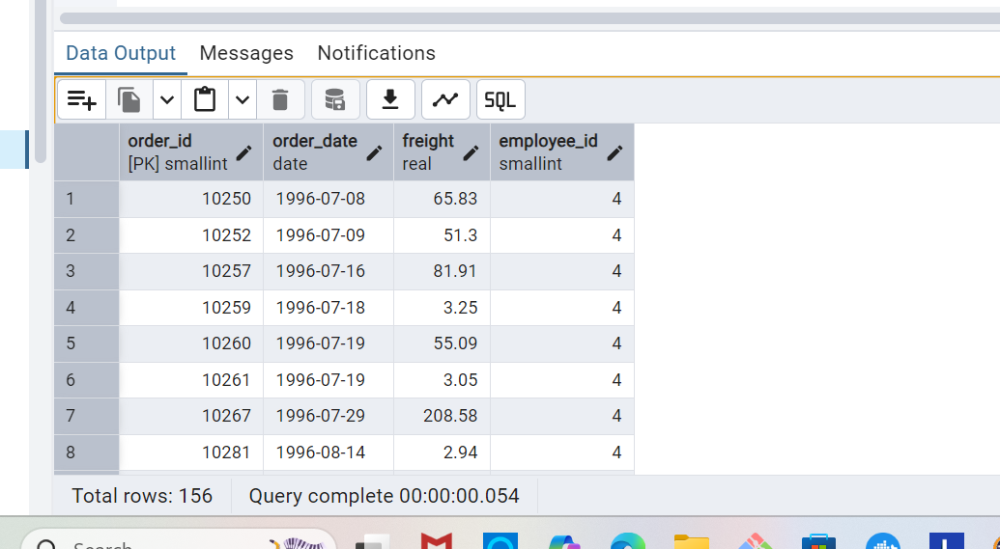 Data Output Messages Notifications
SQL
order_id order_date freight employee_id
[PK] smallint date real smallint
1 10250 1996-07-08 65.83 4
2 10252 1996-07-09 51.3 4
3 10257 1996-07-16 81.91 4
4 10259 1996-07-18 3.25 4
5 10260 1996-07-19 55.09 4
6 10261 1996-07-19 3.05 4
7 10267 1996-07-29 208.58 4
8 10281 1996-08-14 2.94 4
Total rows: 156 Query complete 00:00:00.054
Search